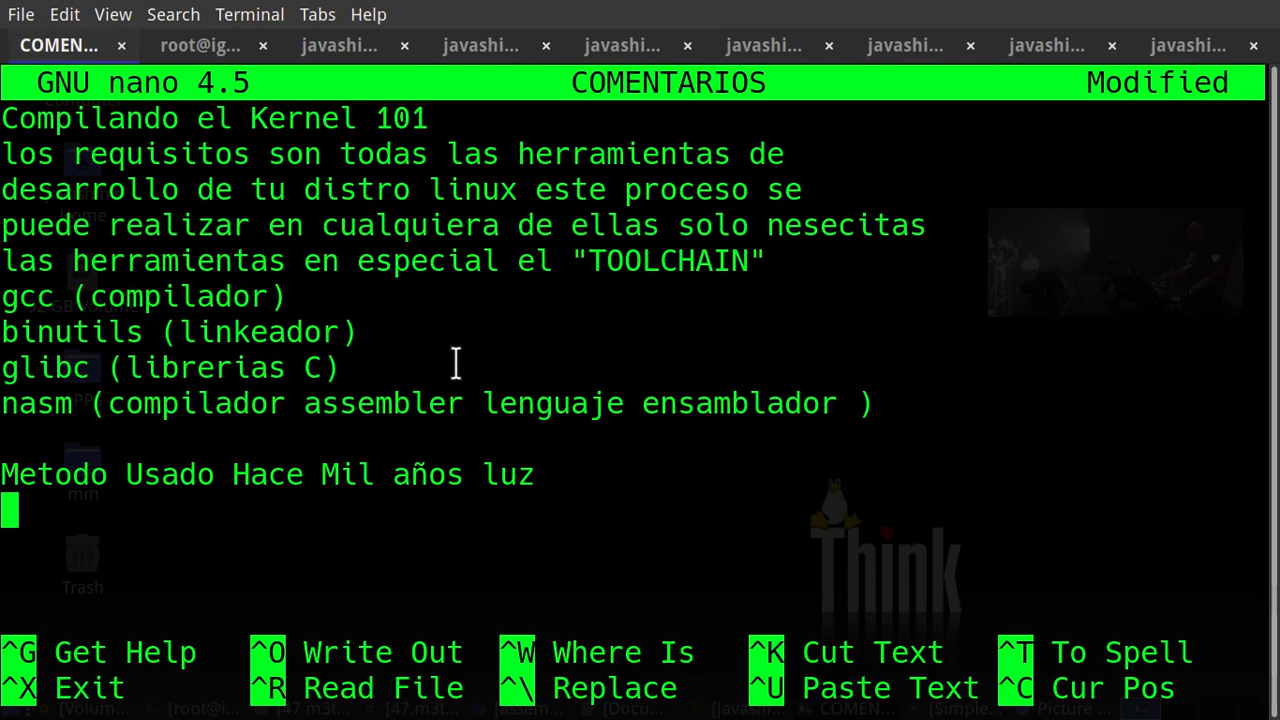 File Edit View Search Terminal Tabs Help
COMEN... × root@ig... × javashi... × javashi... × javashi... × javashi... × javashi... × javashi... × javashi... ×
GNU nano 4.5 COMENTARIOS Modified
Compilando el Kernel 101
los requisitos son todas las herramientas de
desarrollo de tu distro linux este proceso se
puede realizar en cualquiera de ellas solo nesecitas
las herramientas en especial el "TOOLCHAIN"
gcc (compilador)
binutils (linkeador)
glibc (librerias C)
nasm (compilador assembler lenguaje ensamblador )
Metodo Usado Hace Mil años luz
mm
Think
Trash
^G Get Help ^O Write Out ^W Where Is ^K Cut Text ^T To Spell
^X Exit ^R Read File ^\ Replace ^U Paste Text ^C Cur Pos